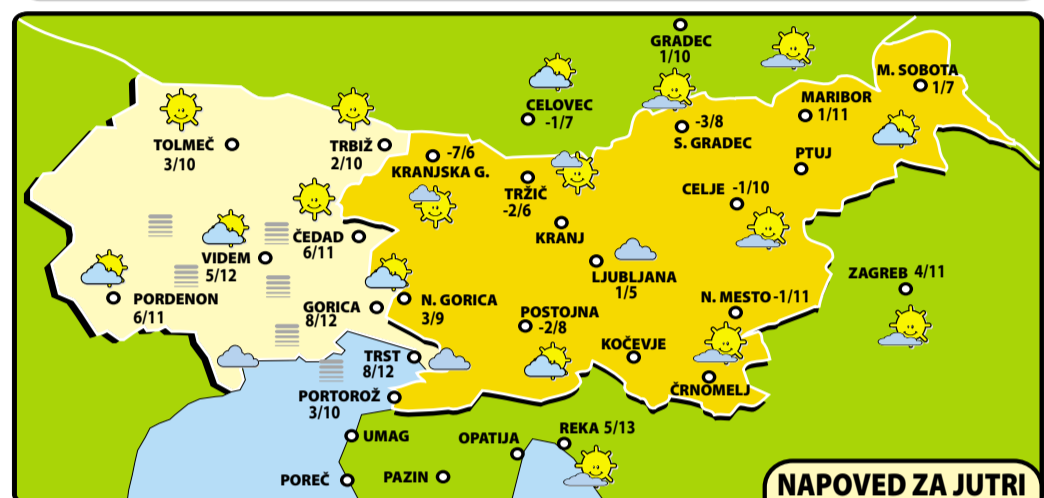 GRADEC
1/10
M. SOBOTA
1/7
CELOVEC
-1/7
MARIBOR
1/11
-3/8
S. GRADEC
TOLMEČ
3/10
TRBIŽ
2/10
-7/6
KRANJSKA G.
PTUJ
TRŽIČ
-2/6
CELJE -1/10
KRANJ
ČEDAD
6/11
VIDEM
5/12
LJUBLJANA
1/5
ZAGREB 4/11
PORDENON
6/11
GORICA
8/12
N. GORICA
3/9
N. MESTO -1/11
POSTOJNA
-2/8
KOČEVJE
TRST
8/12
ČRNOMELJ
PORTOROŽ
3/10
UMAG
OPATIJA
REKA 5/13
POREČ
PAZIN
NAPOVED ZA JUTRI